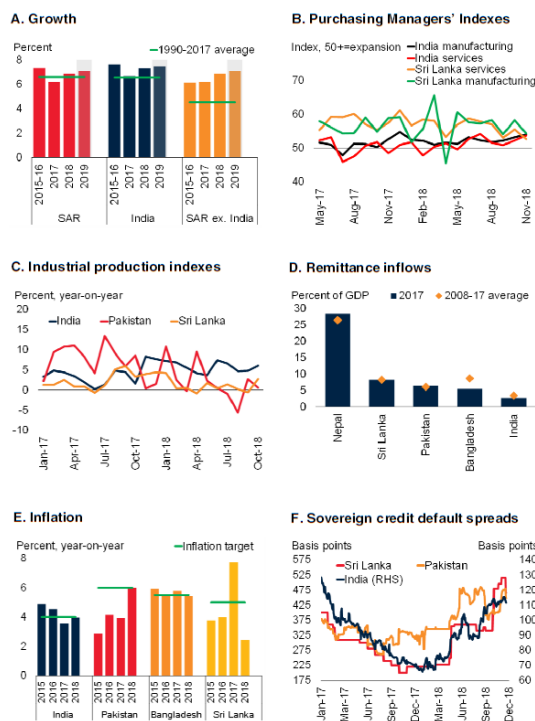 A. Growth
Percent
1990-2017 average
8
6
4
2
0
2015-16
2017
2018
2019
2015-16
2017
2018
2019
2015-16
2017
2018
2019
SAR
India
SAR ex. India
B. Purchasing Managers' Indexes
Index, 50+=expansion
India manufacturing
India services
Sri Lanka services
Sri Lanka manufacturing
70
60
50
40
May-17
Aug-17
Nov-17
Feb-18
May-18
Aug-18
Nov-18
C. Industrial production indexes
Percent, year-on-year
India
Pakistan
Sri Lanka
20
15
10
5
0
-5
-10
Jan-17
Apr-17
Jul-17
Oct-17
Jan-18
Apr-18
Jul-18
Oct-18
D. Remittance inflows
Percent of GDP
2017
2008-17 average
30
25
20
15
10
5
0
Nepal
Sri Lanka
Pakistan
Bangladesh
India
E. Inflation
Percent, year-on-year
Inflation target
8
6
4
2
0
2015
2016
2017
2018
2015
2016
2017
2018
2015
2016
2017
2018
2015
2016
2017
2018
India
Pakistan
Bangladesh
Sri Lanka
F. Sovereign credit default spreads
Basis points
Basis points
Sri Lanka
Pakistan
India (RHS)
575
525
475
425
375
325
275
225
175
140
130
120
110
100
90
80
70
60
Jan-17
Mar-17
Jun-17
Sep-17
Dec-17
Mar-18
Jun-18
Sep-18
Dec-18